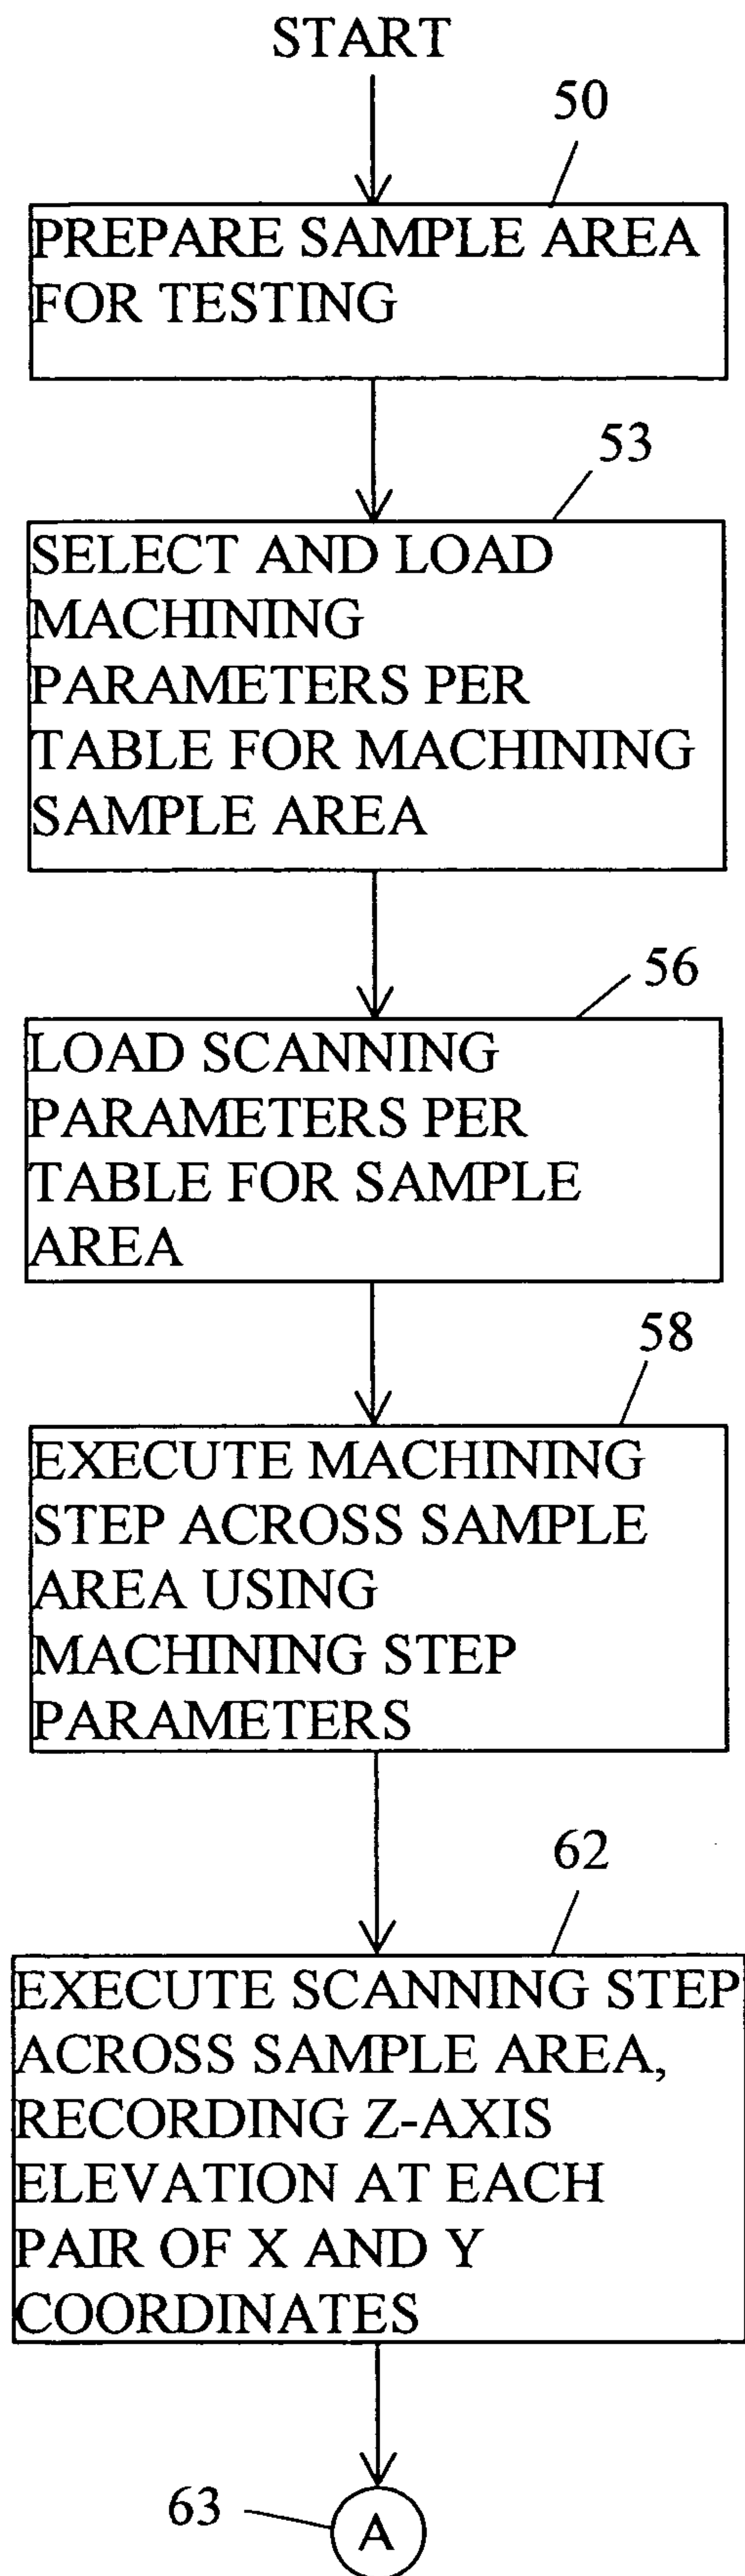 START
50
PREPARE SAMPLE AREA
FOR TESTING
53
SELECT AND LOAD
MACHINING
PARAMETERS PER
TABLE FOR MACHINING
SAMPLE AREA
56
LOAD SCANNING
PARAMETERS PER
TABLE FOR SAMPLE
AREA
58
EXECUTE MACHINING
STEP ACROSS SAMPLE
AREA USING
MACHINING STEP
PARAMETERS
62
EXECUTE SCANNING STEP
ACROSS SAMPLE AREA,
RECORDING Z-AXIS
ELEVATION AT EACH
PAIR OF X AND Y
COORDINATES
63
A